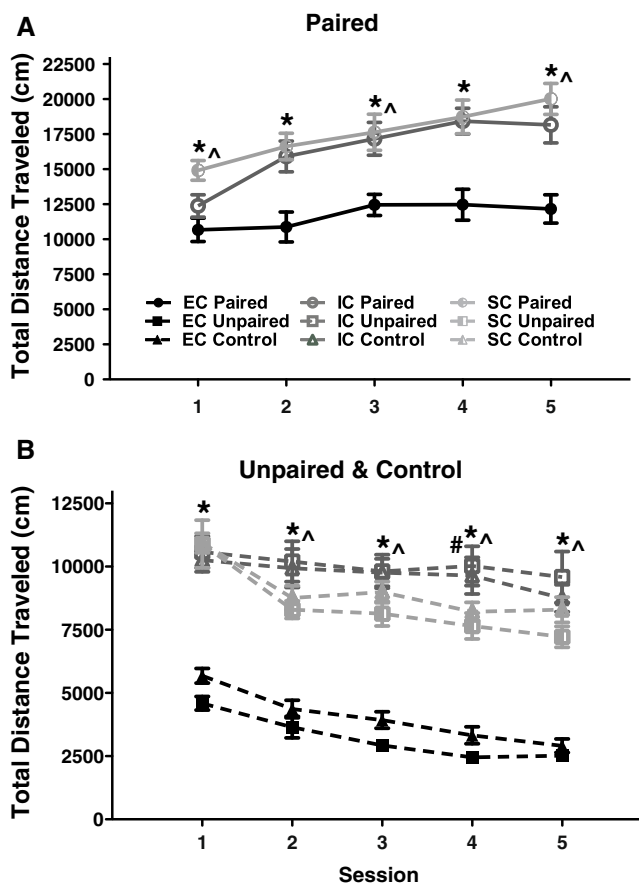 A
Paired
Total Distance Traveled (cm)
22500
20000
17500
15000
12500
10000
7500
5000
2500
0
*^
*
*^
*
*^
EC Paired IC Paired SC Paired
EC Unpaired IC Unpaired SC Unpaired
EC Control IC Control SC Control
1 2 3 4 5
B
Unpaired & Control
Total Distance Traveled (cm)
12500
10000
7500
5000
2500
0
*
*^
*^
#*^
*^
1 2 3 4 5
Session